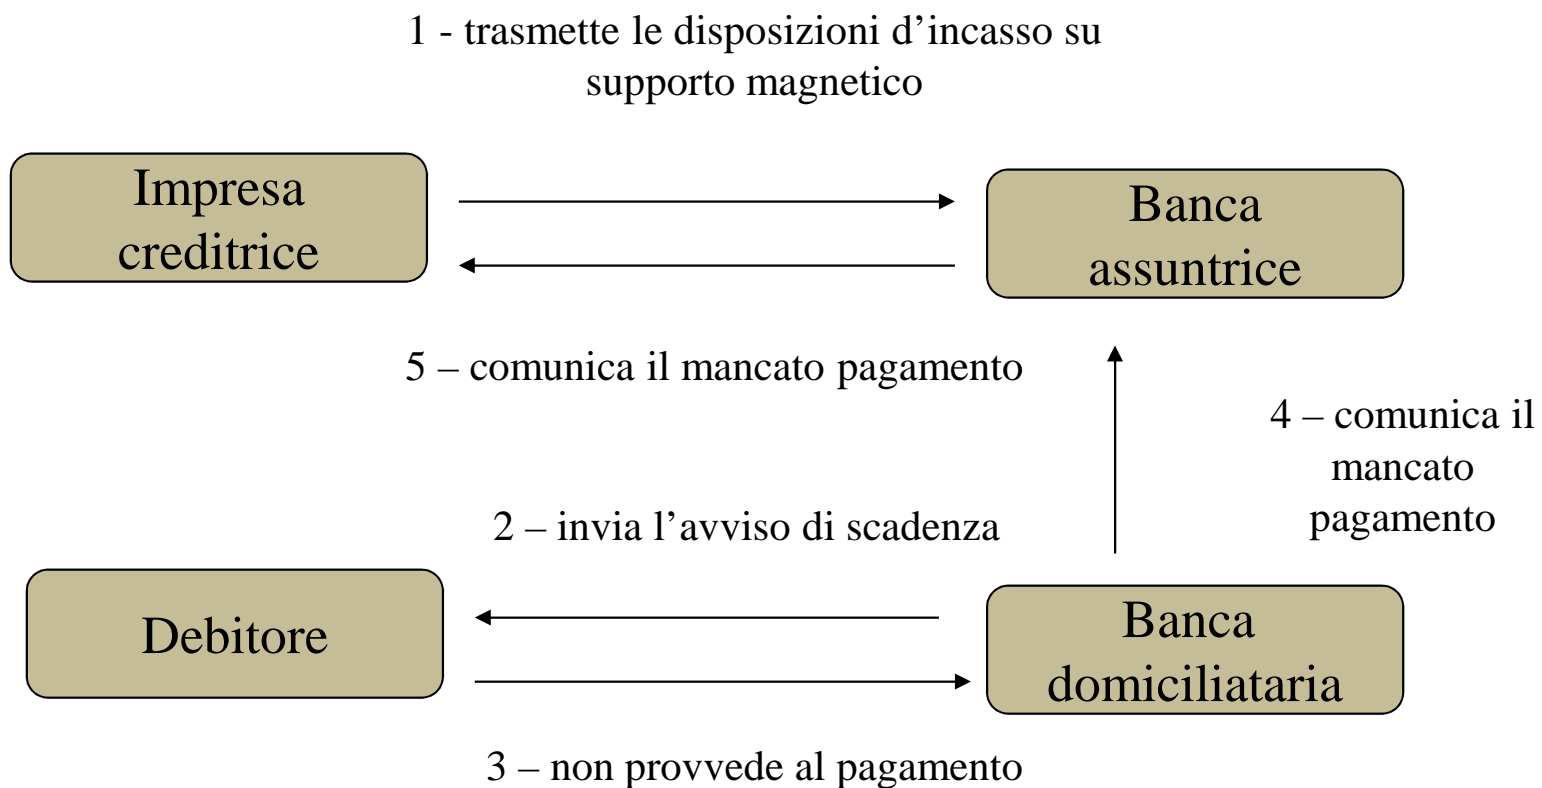 1 - trasmette le disposizioni d’incasso su
supporto magnetico
Impresa
creditrice
Banca
assuntrice
5 – comunica il mancato pagamento
4 – comunica il
mancato
pagamento
2 – invia l’avviso di scadenza
Debitore
Banca
domiciliataria
3 – non provvede al pagamento